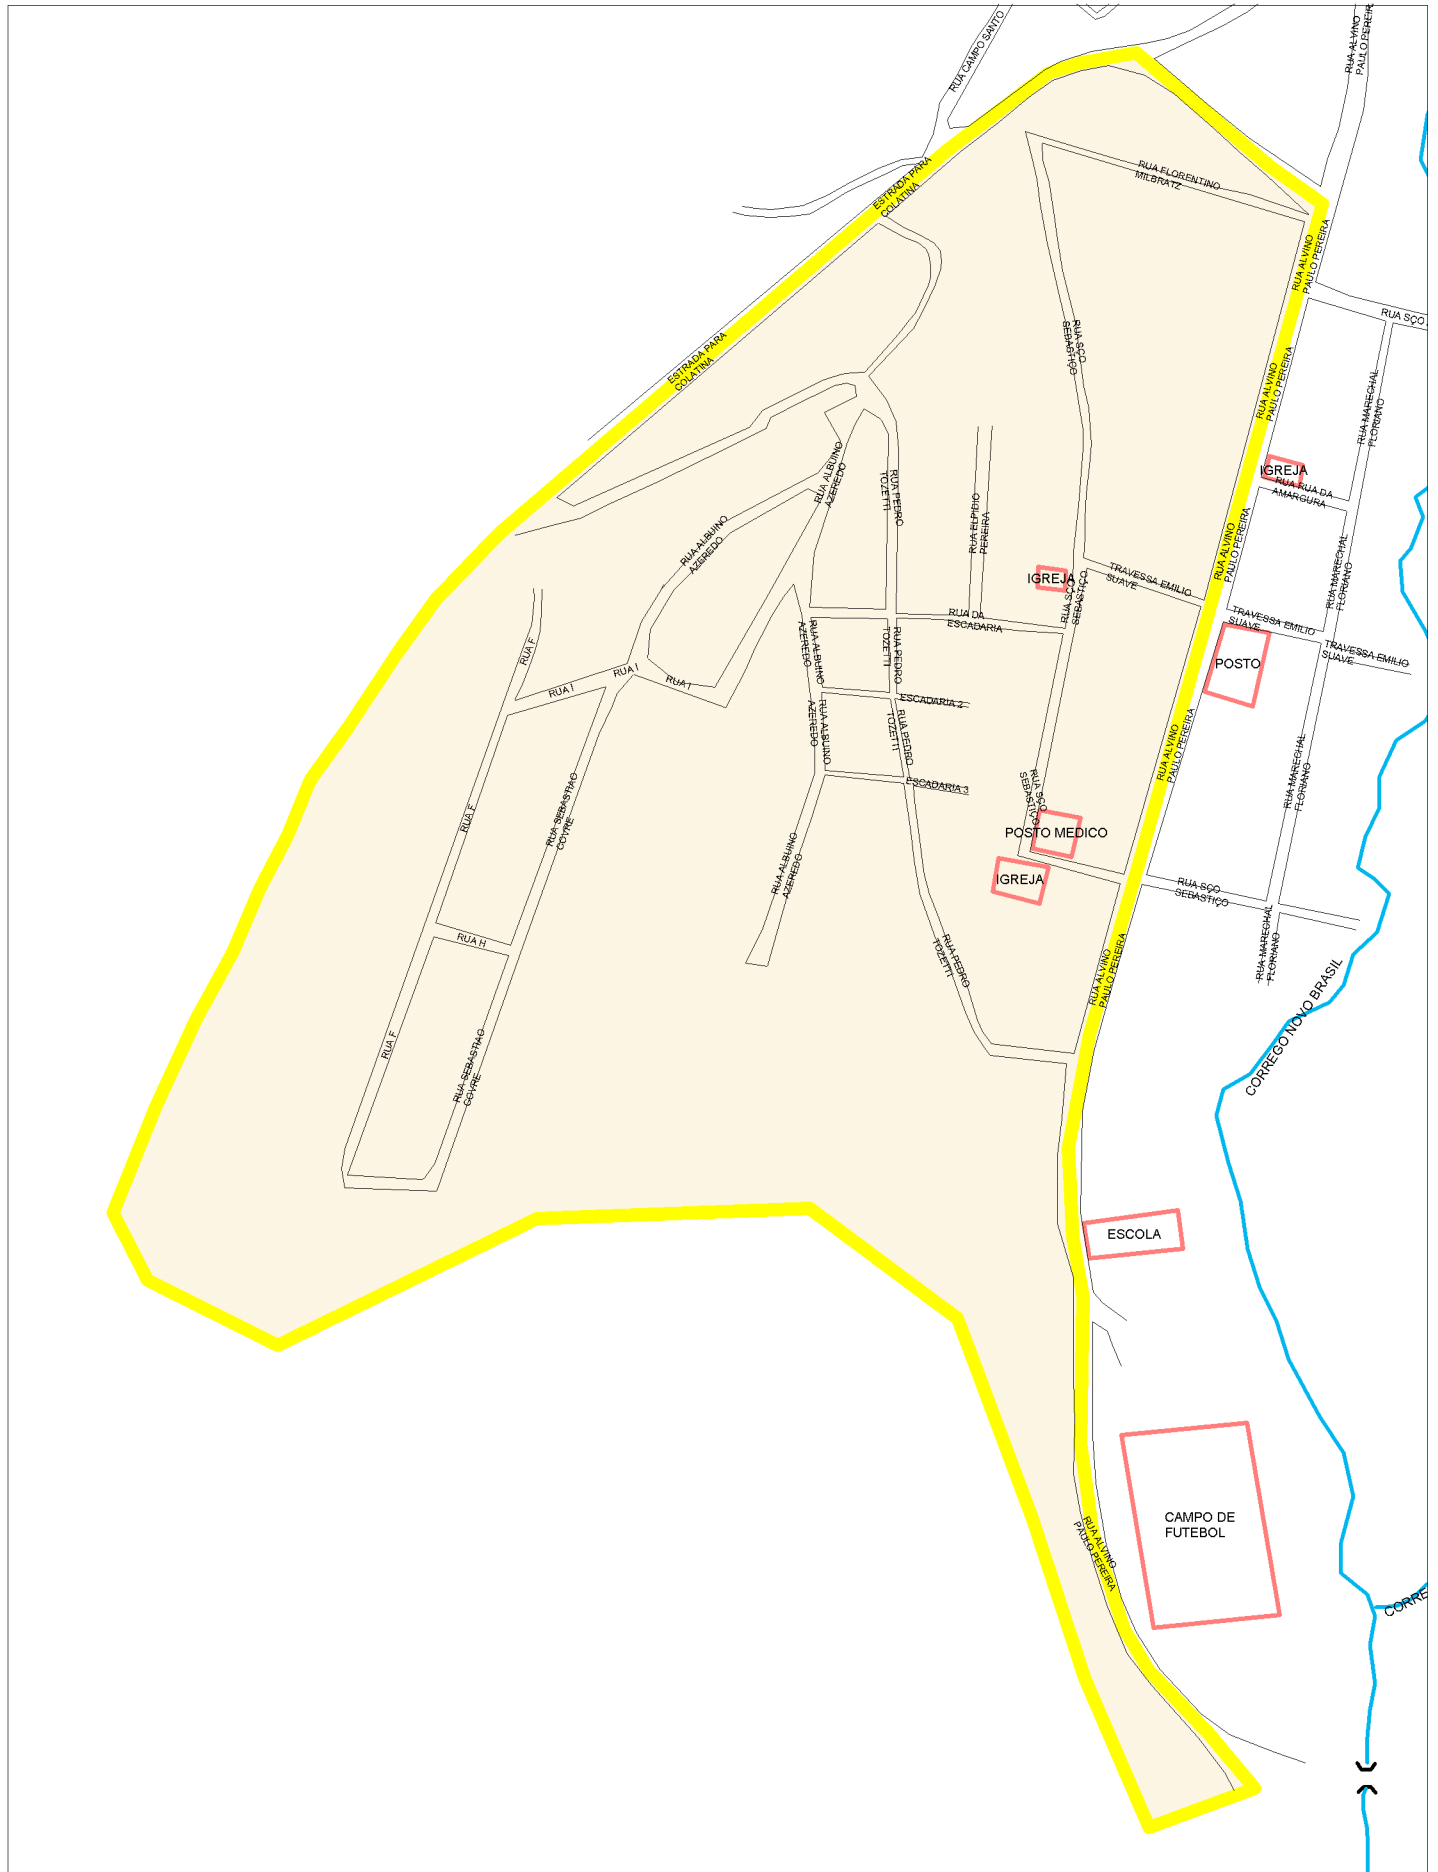 RUA CAMPO SANTO
RUA ALVINO
PAULO PEREIR
ESTRADA PARA
COLATINA
RUA FLORENTINO
MILBRATZ
RUA ALVINO
PAULO PEREIRA
RUA SÇO
ESTRADA PARA
COLATINA
RUA SÇO
SEBASTIÇO
RUA ALVINO
PAULO PEREIRA
RUA MARECHAL
FLORIANO
IGREJA
RUA RUA DA
AMARGURA
RUA ALBUINO
AZEREDO
RUA PEDRO
TOZETTI
RUA ELPIDIO
PEREIRA
RUA ALBUINO
AZEREDO
RUA ALVINO
PAULO PEREIRA
RUA MARECHAL
FLORIANO
IGREJA
RUA SÇO
SEBASTIÇO
TRAVESSA EMILIO
SUAVE
RUA DA
ESCADARIA
TRAVESSA EMILIO
SUAVE
TRAVESSA EMILIO
SUAVE
POSTO
RUA F
RUA I
RUA I
RUA I
RUA ALBUINO
AZEREDO
RUA PEDRO
TOZETTI
ESCADARIA 2
RUA ALBUINO
AZEREDO
RUA PEDRO
TOZETTI
RUA ALVINO
PAULO PEREIRA
RUA MARECHAL
FLORIANO
ESCADARIA 3
RUA SÇO
SEBASTIÇO
POSTO MEDICO
RUA F
RUA SEBASTIAO
COVRE
RUA ALBUINO
AZEREDO
IGREJA
RUA SÇO
SEBASTIÇO
RUA H
RUA PEDRO
TOZETTI
RUA ALVINO
PAULO PEREIRA
RUA MARECHAL
FLORIANO
CORREGO NOVO BRASIL
RUA F
RUA SEBASTIAO
COVRE
ESCOLA
CAMPO DE
FUTEBOL
RUA ALVINO
PAULO PEREIRA
CORRE